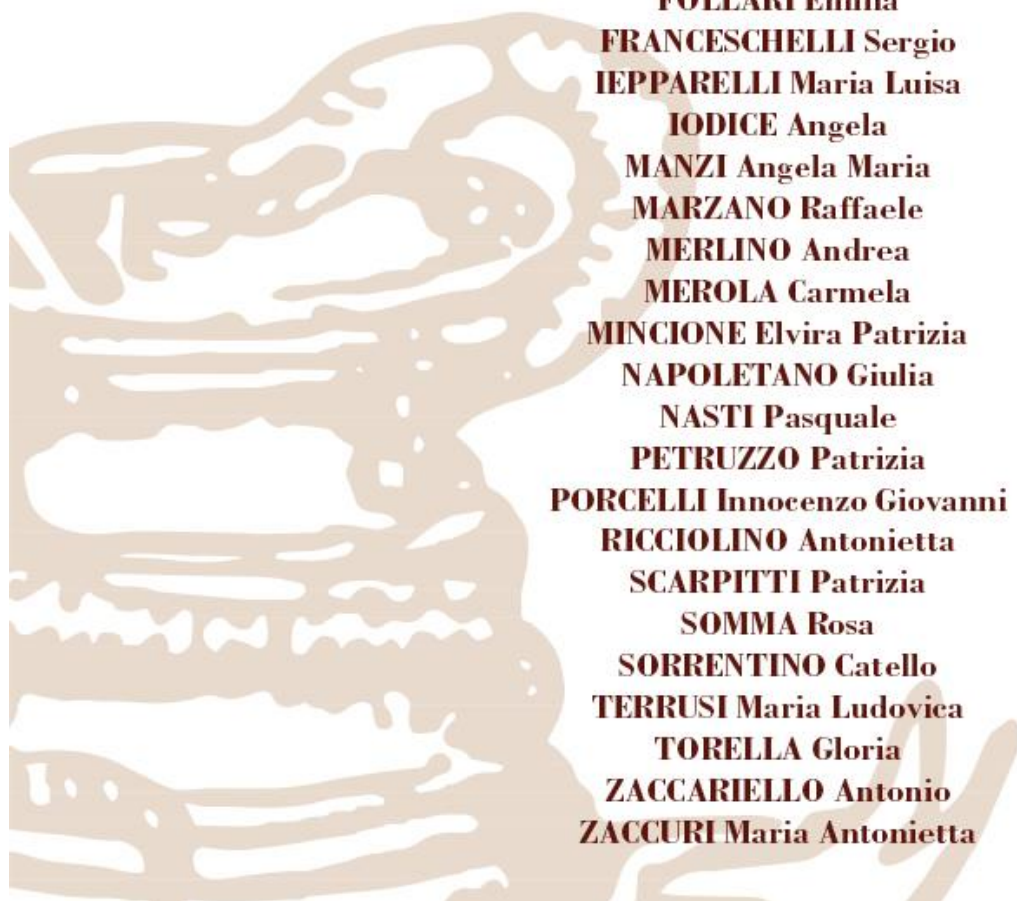 FOLLARI Emilia
FRANCESCHELLI Sergio
IEPPARELLI Maria Luisa
IODICE Angela
MANZI Angela Maria
MARZANO Raffaele
MERLINO Andrea
MEROLA Carmela
MINCIONE Elvira Patrizia
NAPOLETANO Giulia
NASTI Pasquale
PETRUZZO Patrizia
PORCELLI Innocenzo Giovanni
RICCIOLINO Antonietta
SCARPITTI Patrizia
SOMMA Rosa
SORRENTINO Catello
TERRUSI Maria Ludovica
TORELLA Gloria
ZACCARIELLO Antonio
ZACCURI Maria Antonietta